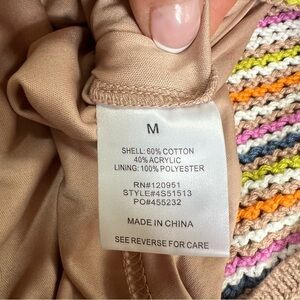 M
SHELL: 60% COTTON
40% ACRYLIC
LINING: 100% POLYESTER
RN#120951
STYLE#4S51513
PO#455232
MADE IN CHINA
SEE REVERSE FOR CARE